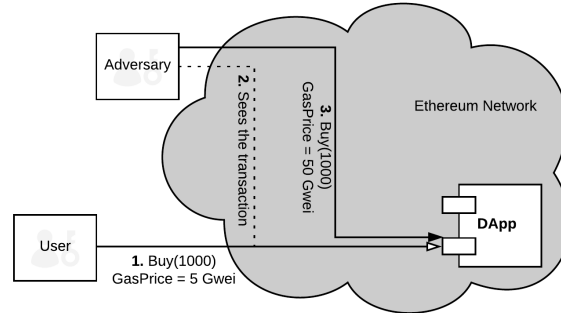 Adversary
2. Sees the transaction
3. Buy(1000)
GasPrice = 50 Gwei
Ethereum Network
DApp
User
1. Buy(1000)
GasPrice = 5 Gwei